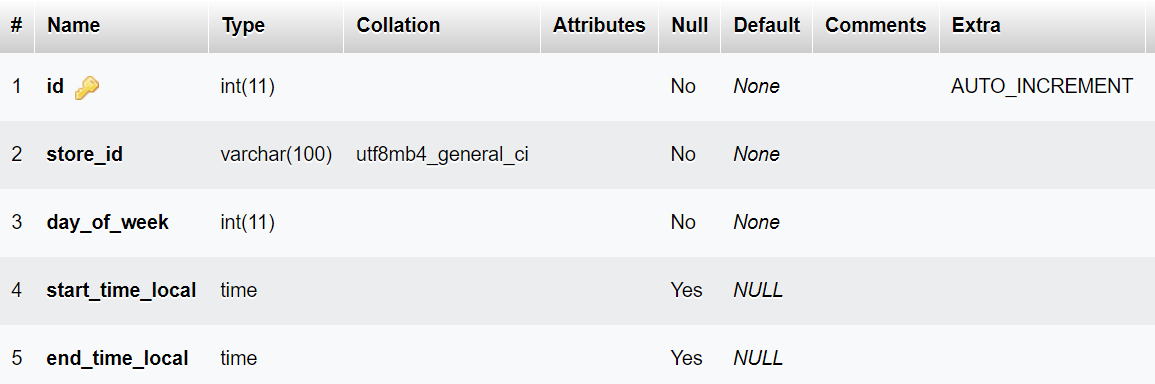 # Name Type Collation Attributes Null Default Comments Extra
1 id int(11) No None AUTO_INCREMENT
2 store_id varchar(100) utf8mb4_general_ci No None
3 day_of_week int(11) No None
4 start_time_local time Yes NULL
5 end_time_local time Yes NULL